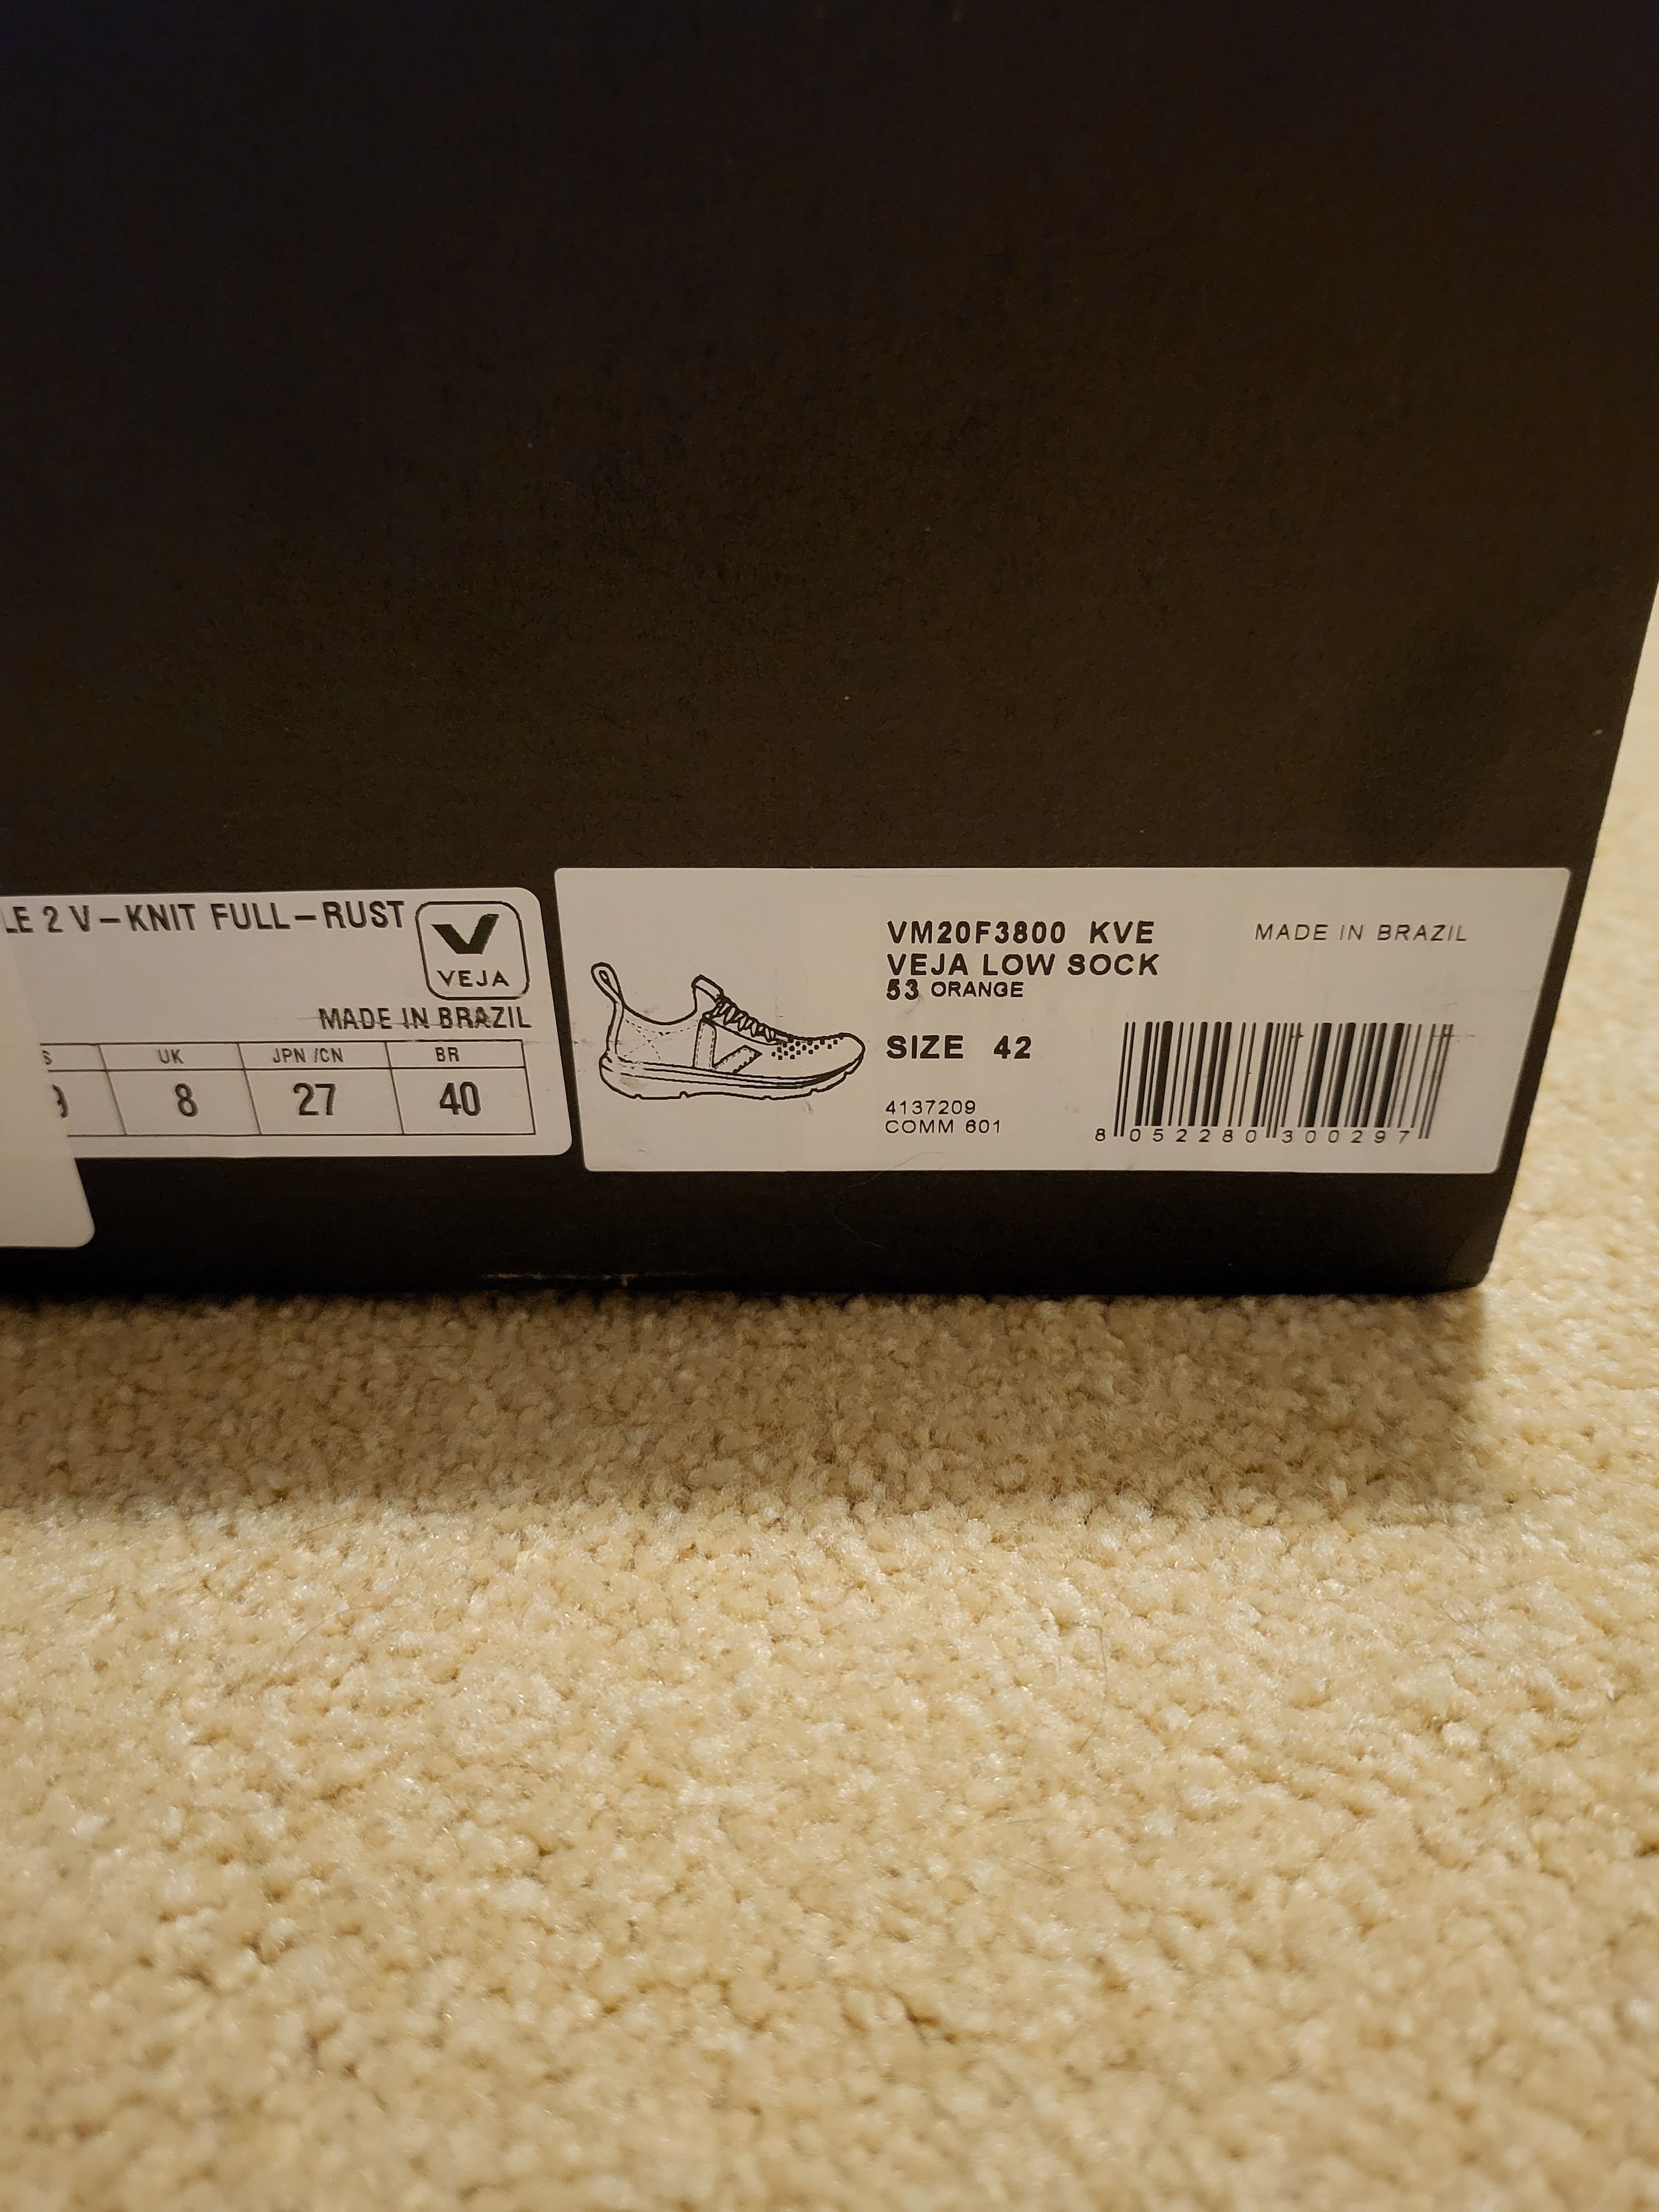 LE 2 V-KNIT FULL-RUST
VEJA
MADE IN BRAZIL
UK JPN/CN BR
8 27 40
VM20F3800 KVE
MADE IN BRAZIL
VEJA LOW SOCK
53 ORANGE
SIZE 42
4137209
COMM 601
8 052280 300297